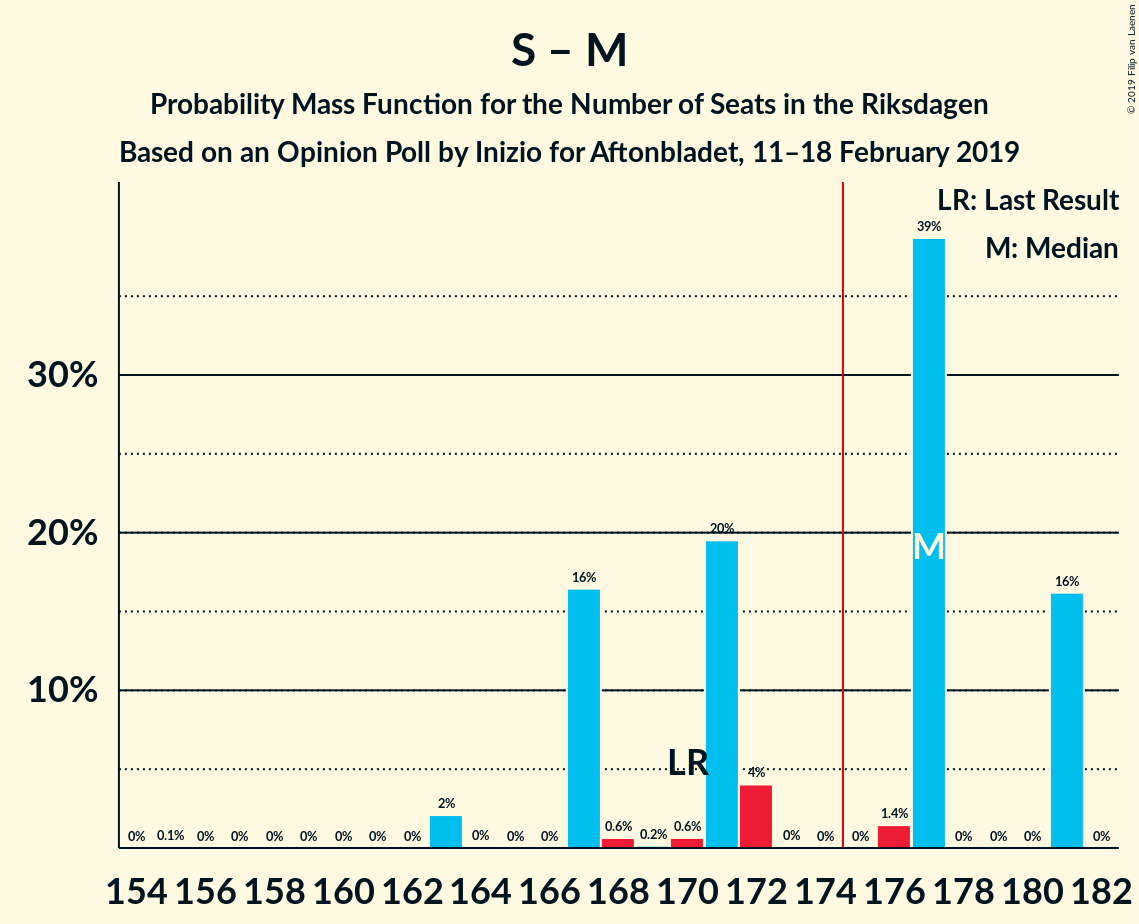 S – M
Probability Mass Function for the Number of Seats in the Riksdagen
Based on an Opinion Poll by Inizio for Aftonbladet, 11–18 February 2019
© 2019 Filip van Laenen
LR: Last Result
M: Median
30%
20%
10%
0% 0.1% 0% 0% 0% 0% 0% 0% 0% 2% 0% 0% 0% 16% 0.6% 0.2% 0.6% 20% 4% 0% 0% 0% 1.4% 39% 0% 0% 0% 16% 0%
LR
M
154 156 158 160 162 164 166 168 170 172 174 176 178 180 182